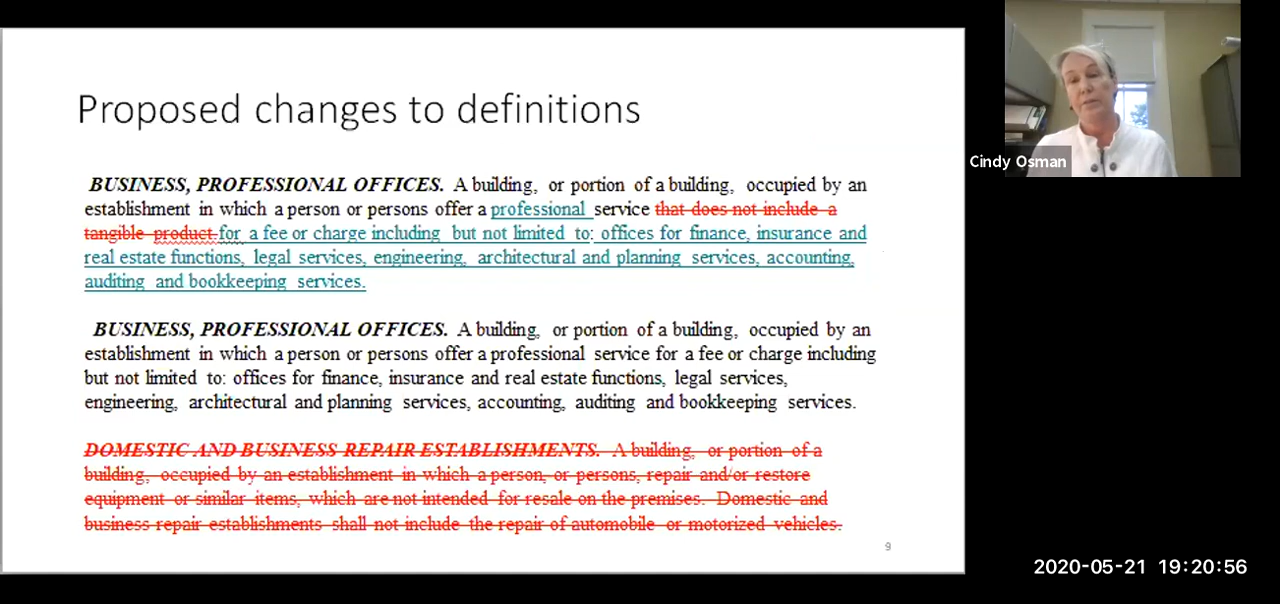 Proposed changes to definitions
BUSINESS, PROFESSIONAL OFFICES. A building, or portion of a building, occupied by an
establishment in which a person or persons offer a professional service that does not include a
tangible product.for a fee or charge including but not limited to: offices for finance, insurance and
real estate functions, legal services, engineering, architectural and planning services, accounting,
auditing and bookkeeping services.
BUSINESS, PROFESSIONAL OFFICES. A building, or portion of a building, occupied by an
establishment in which a person or persons offer a professional service for a fee or charge including
but not limited to: offices for finance, insurance and real estate functions, legal services,
engineering, architectural and planning services, accounting, auditing and bookkeeping services.
DOMESTIC AND BUSINESS REPAIR ESTABLISHMENTS. A building, or portion of a
building, occupied by an establishment in which a person, or persons, repair and/or restore
equipment or similar items, which are not intended for resale on the premises. Domestic and
business repair establishments shall not include the repair of automobile or motorized vehicles.
9
Cindy Osman
2020-05-21 19:20:56